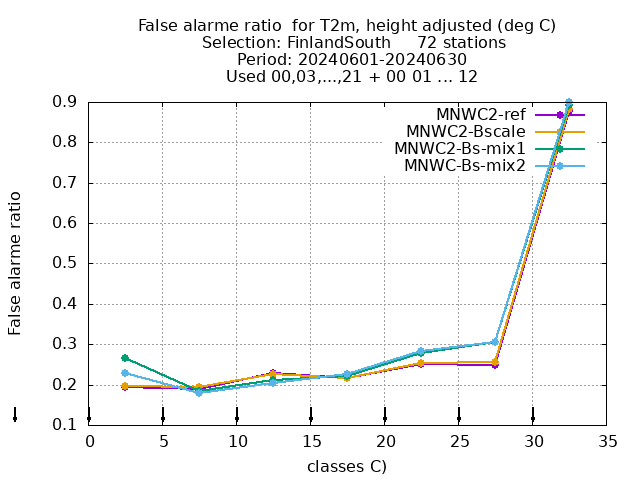 False alarme ratio  for T2m, height adjusted (deg C)
Selection: FinlandSouth     72 stations
Period: 20240601-20240630
Used 00,03,...,21 + 00 01 ... 12
MNWC2-ref
MNWC2-Bscale
MNWC2-Bs-mix1
MNWC-Bs-mix2
False alarme ratio
0.9
0.8
0.7
0.6
0.5
0.4
0.3
0.2
0.1
0 5 10 15 20 25 30 35
classes C)